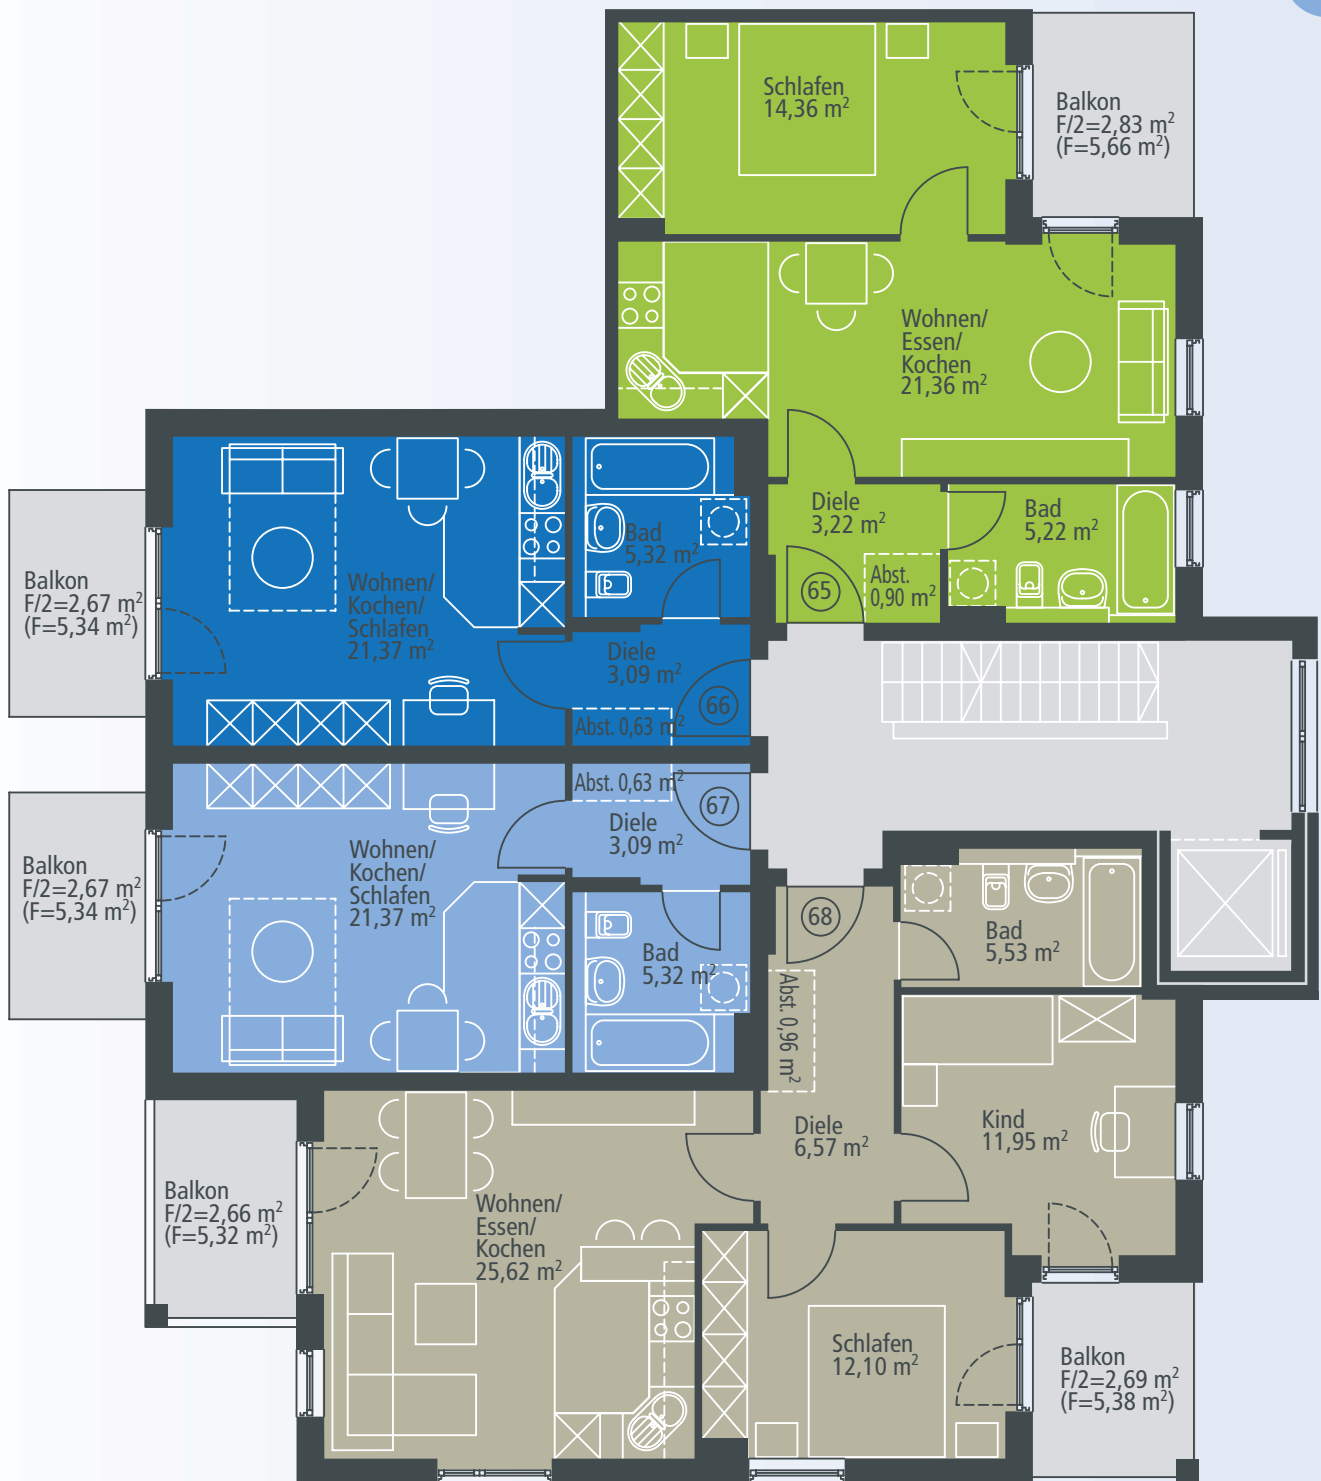 Schlafen
14,36 m²
Balkon
F/2=2,83 m²
(F=5,66 m²)
Wohnen/
Essen/
Kochen
21,36 m²
Diele
3,22 m²
Bad
5,22 m²
Abst.
0,90 m²
65
Bad
5,32 m²
Wohnen/
Kochen/
Schlafen
21,37 m²
Balkon
F/2=2,67 m²
(F=5,34 m²)
Diele
3,09 m²
66
Abst. 0,63 m²
Abst. 0,63 m²
67
Diele
3,09 m²
Wohnen/
Kochen/
Schlafen
21,37 m²
Balkon
F/2=2,67 m²
(F=5,34 m²)
Bad
5,32 m²
68
Bad
5,53 m²
Abst. 0,96 m²
Diele
6,57 m²
Kind
11,95 m²
Balkon
F/2=2,66 m²
(F=5,32 m²)
Wohnen/
Essen/
Kochen
25,62 m²
Schlafen
12,10 m²
Balkon
F/2=2,69 m²
(F=5,38 m²)